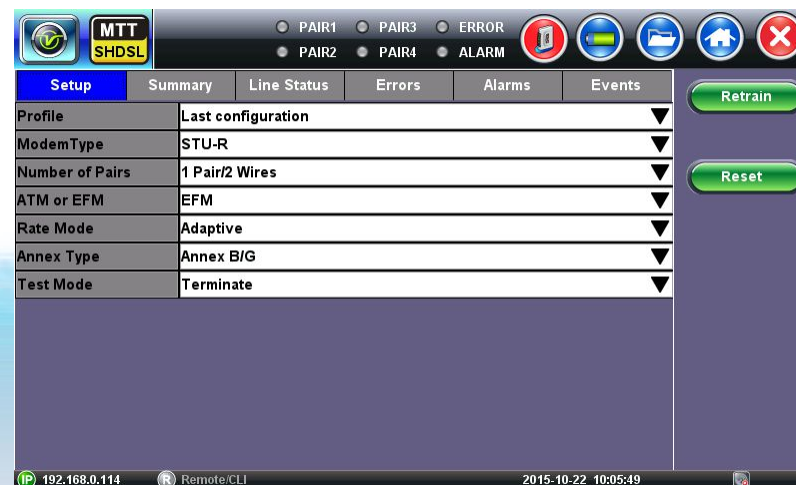 MTT
SHDSL
PAIR1 PAIR3 ERROR
PAIR2 PAIR4 ALARM
Setup Summary Line Status Errors Alarms Events
Retrain
Profile Last configuration
ModemType STU-R
Number of Pairs 1 Pair/2 Wires
Reset
ATM or EFM EFM
Rate Mode Adaptive
Annex Type Annex B/G
Test Mode Terminate
IP 192.168.0.114 R Remote/CLI 2015-10-22 10:05:49